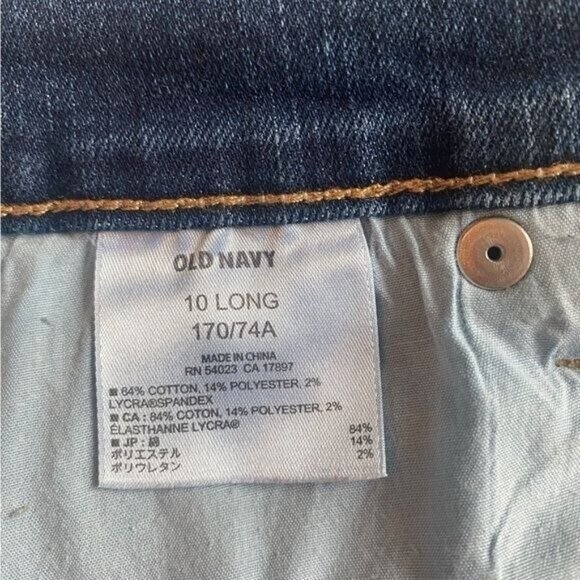 OLD NAVY
10 LONG
170/74A
MADE IN CHINA
RN 54023 CA 17897
■ 84% COTTON, 14% POLYESTER, 2%
LYCRA®SPANDEX
■ CA : 84% COTON, 14% POLYESTER, 2%
ÉLASTHANNE LYCRA®
■ JP : 綿 84%
ポリエステル 14%
ポリウレタン 2%